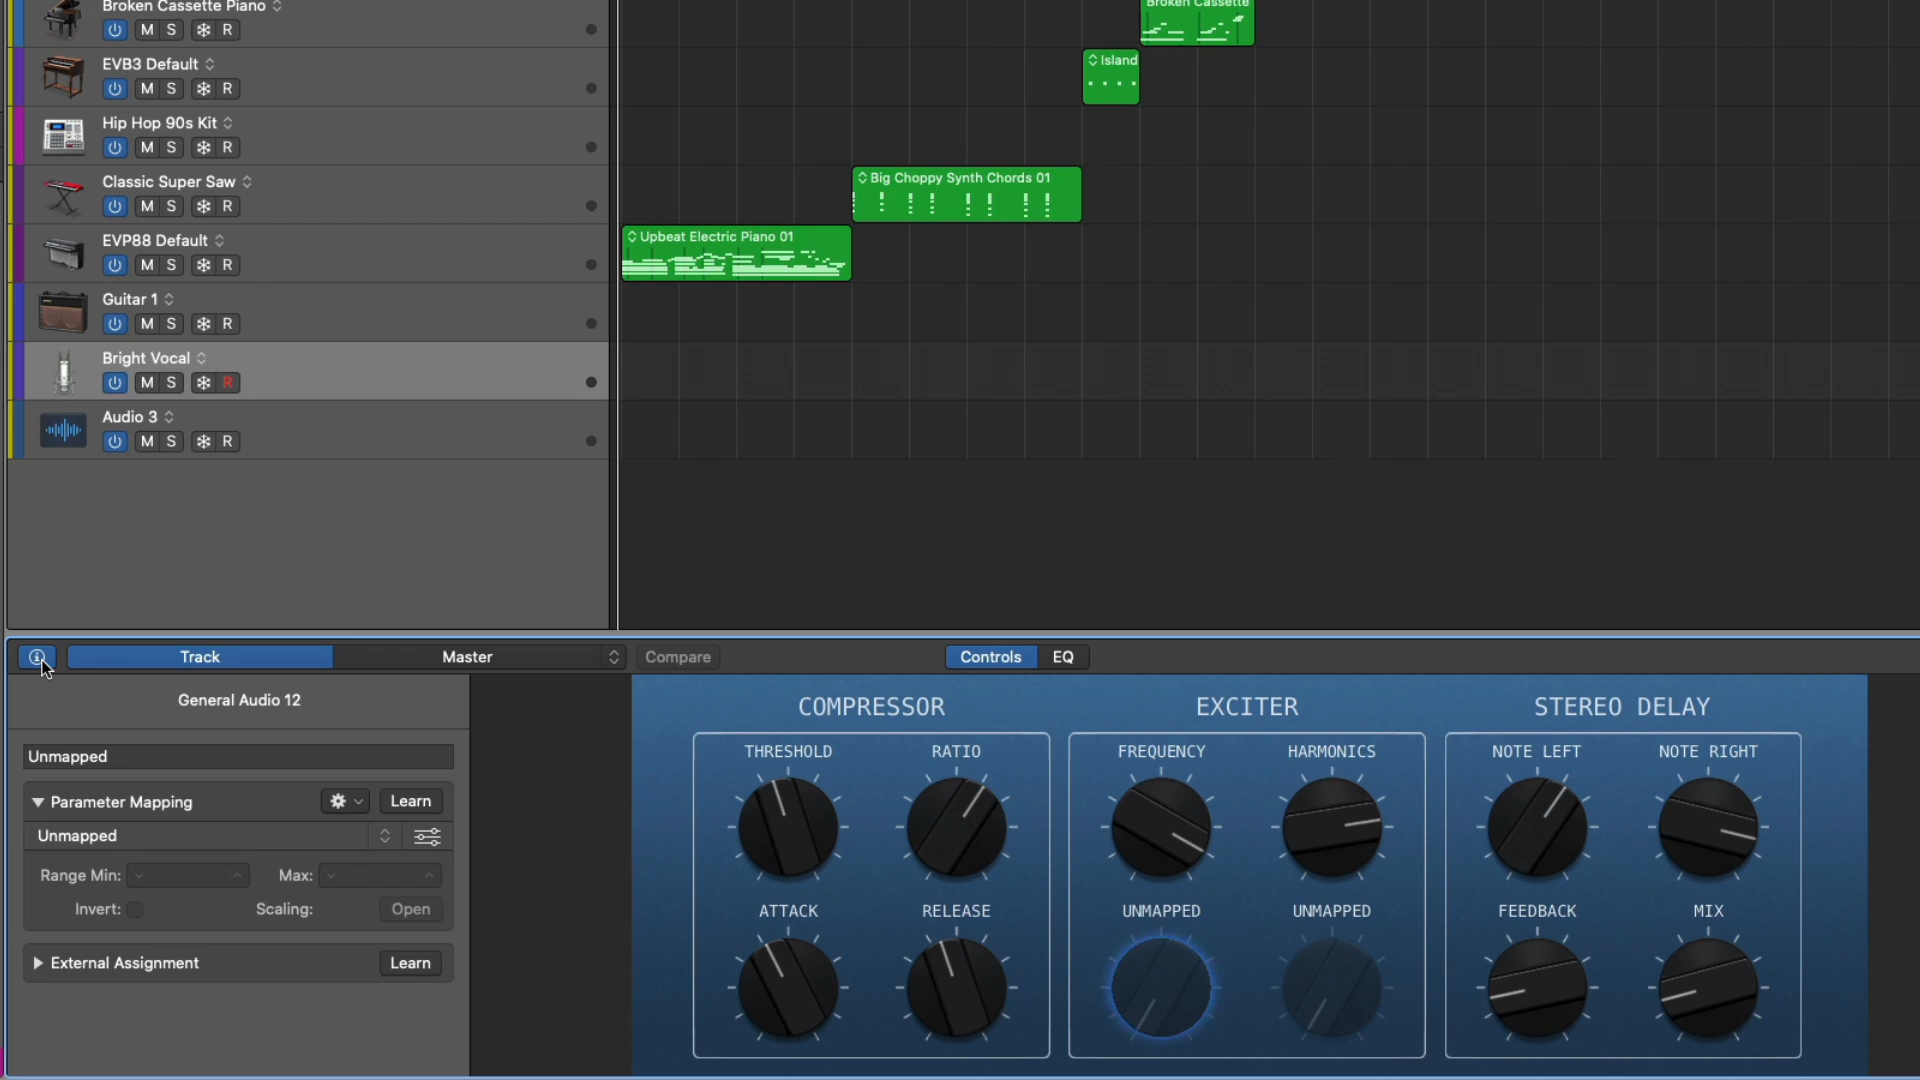 Broken Cassette Piano
M S R
Broken Cassette
EVB3 Default
M S R
Island
Hip Hop 90s Kit
M S R
Classic Super Saw
M S R
Big Choppy Synth Chords 01
EVP88 Default
M S R
Upbeat Electric Piano 01
Guitar 1
M S R
Bright Vocal
M S R
Audio 3
M S R
Track Master Compare Controls EQ
General Audio 12
Unmapped
Parameter Mapping Learn
Unmapped
Range Min: Max:
Invert: Scaling: Open
External Assignment Learn
COMPRESSOR
THRESHOLD RATIO
ATTACK RELEASE
EXCITER
FREQUENCY HARMONICS
UNMAPPED UNMAPPED
STEREO DELAY
NOTE LEFT NOTE RIGHT
FEEDBACK MIX